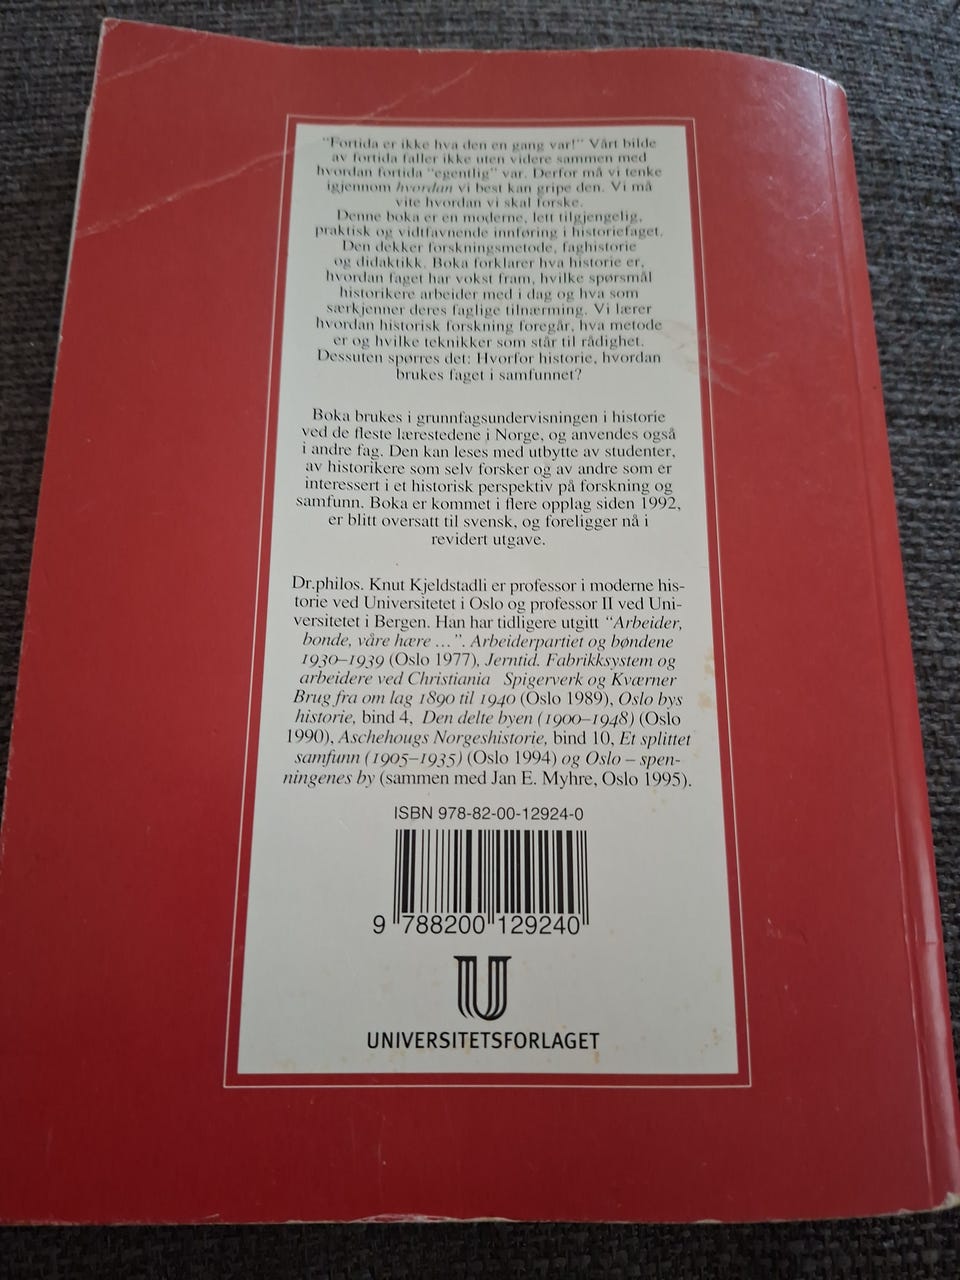 "Fortida er ikke hva den en gang var!" Vårt bilde
av fortida faller ikke uten videre sammen med
hvordan fortida "egentlig" var. Derfor må vi tenke
igjennom hvordan vi best kan gripe den. Vi må
vite hvordan vi skal forske.
Denne boka er en moderne, lett tilgjengelig,
praktisk og vidtfavnende innføring i historiefaget.
Den dekker forskningsmetode, faghistorie
og didaktikk. Boka forklarer hva historie er,
hvordan faget har vokst fram, hvilke spørsmål
historikere arbeider med i dag og hva som
særkjenner deres faglige tilnærming. Vi lærer
hvordan historisk forskning foregår, hva metode
er og hvilke teknikker som står til rådighet.
Dessuten spørres det: Hvorfor historie, hvordan
brukes faget i samfunnet?
Boka brukes i grunnfagsundervisningen i historie
ved de fleste lærestedene i Norge, og anvendes også
i andre fag. Den kan leses med utbytte av studenter,
av historikere som selv forsker og av andre som er
interessert i et historisk perspektiv på forskning og
samfunn. Boka er kommet i flere opplag siden 1992,
er blitt oversatt til svensk, og foreligger nå i
revidert utgave.
Dr.philos. Knut Kjeldstadli er professor i moderne his-
torie ved Universitetet i Oslo og professor II ved Uni-
versitetet i Bergen. Han har tidligere utgitt "Arbeider,
bonde, våre hære ...". Arbeiderpartiet og bøndene
1930–1939 (Oslo 1977), Jerntid. Fabrikksystem og
arbeidere ved Christiania Spigerverk og Kværner
Brug fra om lag 1890 til 1940 (Oslo 1989), Oslo bys
historie, bind 4, Den delte byen (1900–1948) (Oslo
1990), Aschehougs Norgeshistorie, bind 10, Et splittet
samfunn (1905–1935) (Oslo 1994) og Oslo – spen-
ningenes by (sammen med Jan E. Myhre, Oslo 1995).
ISBN 978-82-00-12924-0
9 788200 129240
UNIVERSITETSFORLAGET